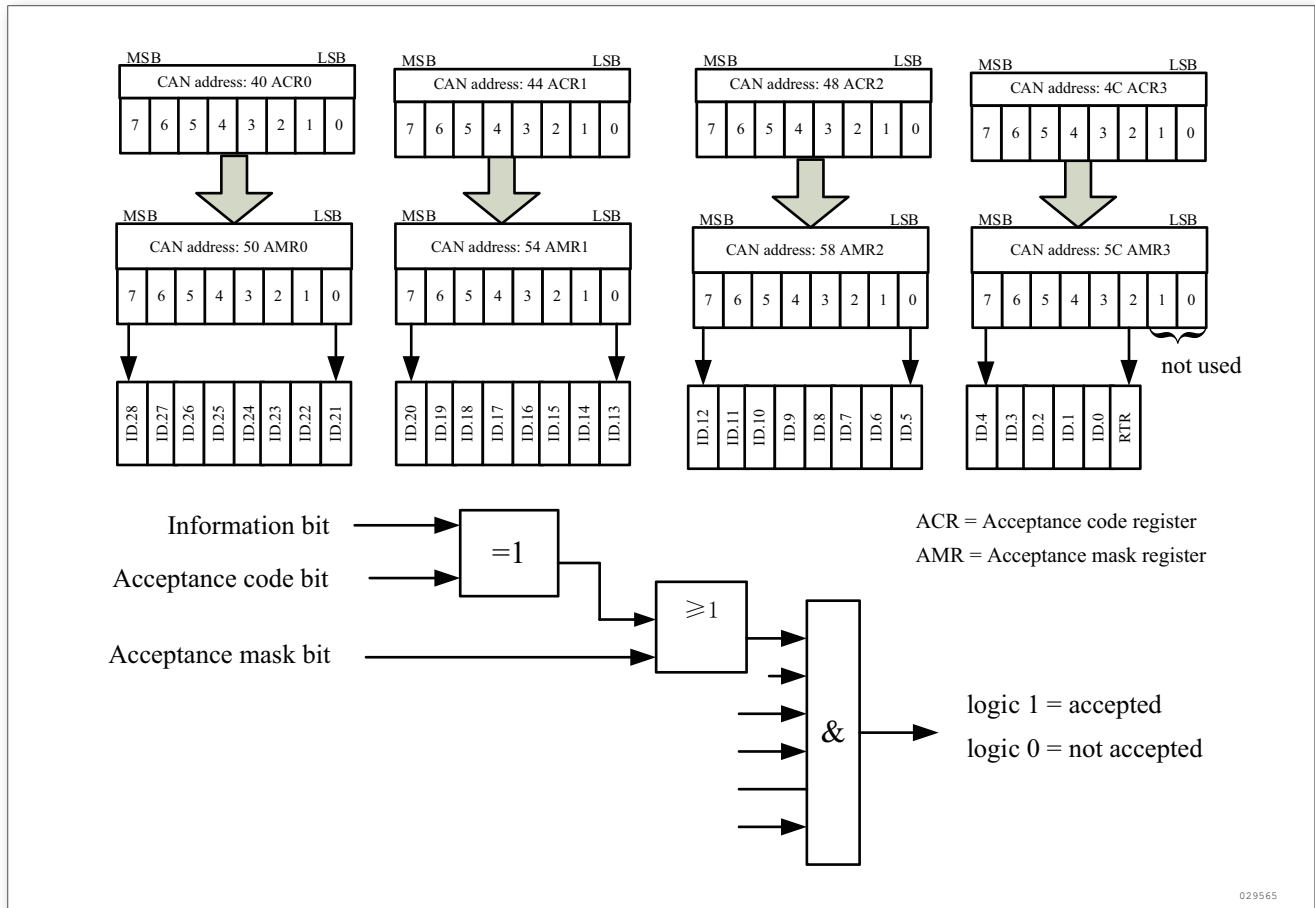 MSB LSB MSB LSB MSB LSB MSB LSB
CAN address: 40 ACR0
CAN address: 44 ACR1
CAN address: 48 ACR2
CAN address: 4C ACR3
7 6 5 4 3 2 1 0
7 6 5 4 3 2 1 0
7 6 5 4 3 2 1 0
7 6 5 4 3 2 1 0
MSB LSB MSB LSB MSB LSB MSB LSB
CAN address: 50 AMR0
CAN address: 54 AMR1
CAN address: 58 AMR2
CAN address: 5C AMR3
7 6 5 4 3 2 1 0
7 6 5 4 3 2 1 0
7 6 5 4 3 2 1 0
7 6 5 4 3 2 1 0
not used
ID.28
ID.27
ID.26
ID.25
ID.24
ID.23
ID.22
ID.21
ID.20
ID.19
ID.18
ID.17
ID.16
ID.15
ID.14
ID.13
ID.12
ID.11
ID.10
ID.9
ID.8
ID.7
ID.6
ID.5
ID.4
ID.3
ID.2
ID.1
ID.0
RTR
Information bit
Acceptance code bit
Acceptance mask bit
=1
≥1
&
ACR = Acceptance code register
AMR = Acceptance mask register
logic 1 = accepted
logic 0 = not accepted
029565